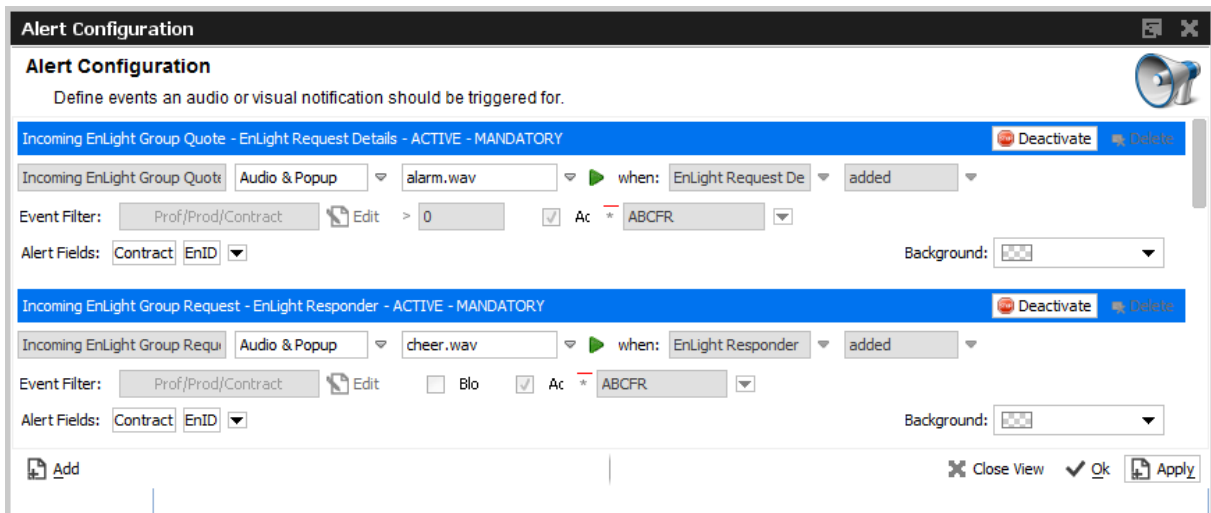 Alert Configuration
Alert Configuration
Define events an audio or visual notification should be triggered for.
Incoming EnLight Group Quote - EnLight Request Details - ACTIVE - MANDATORY Deactivate Delete
Incoming EnLight Group Quote Audio & Popup alarm.wav when: EnLight Request De added
Event Filter: Prof/Prod/Contract Edit > 0 Ac * ABCFR
Alert Fields: Contract EnID Background:
Incoming EnLight Group Request - EnLight Responder - ACTIVE - MANDATORY Deactivate Delete
Incoming EnLight Group Requ Audio & Popup cheer.wav when: EnLight Responder added
Event Filter: Prof/Prod/Contract Edit Blo Ac * ABCFR
Alert Fields: Contract EnID Background:
Add Close View Ok Apply